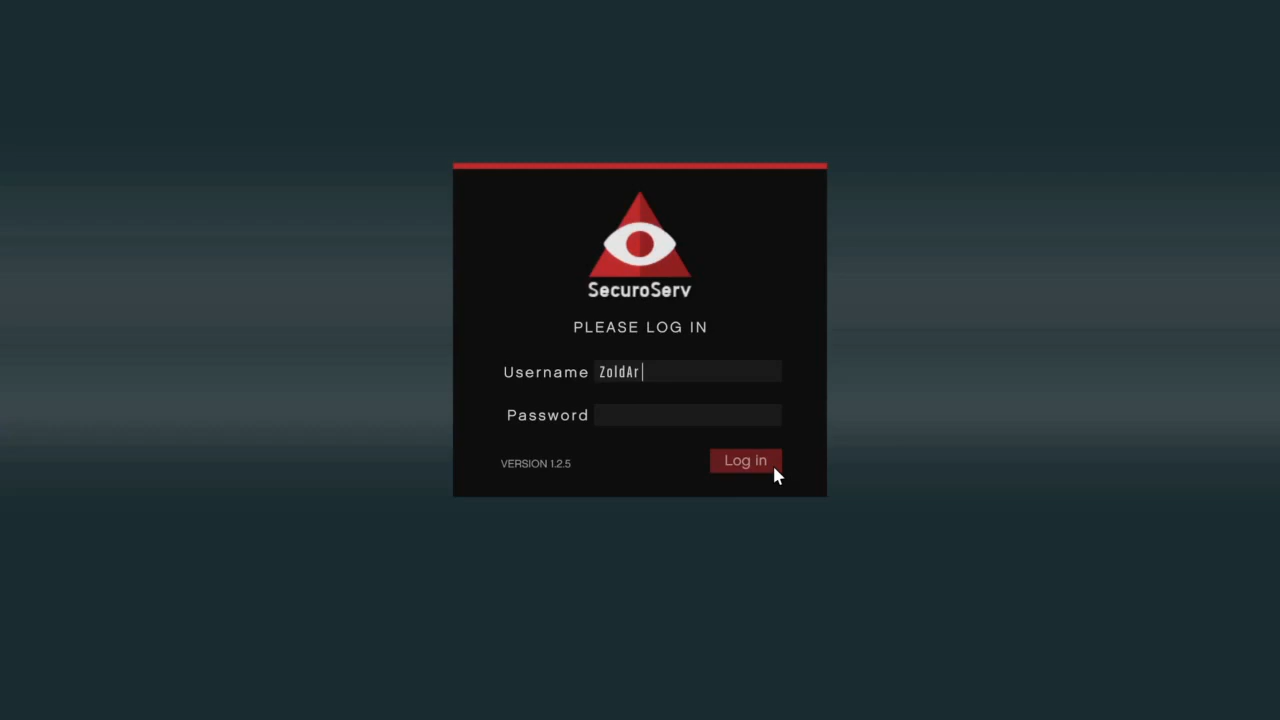 SecuroServ
PLEASE LOG IN
Username ZoldAr
Password
VERSION 1.2.5 Log in